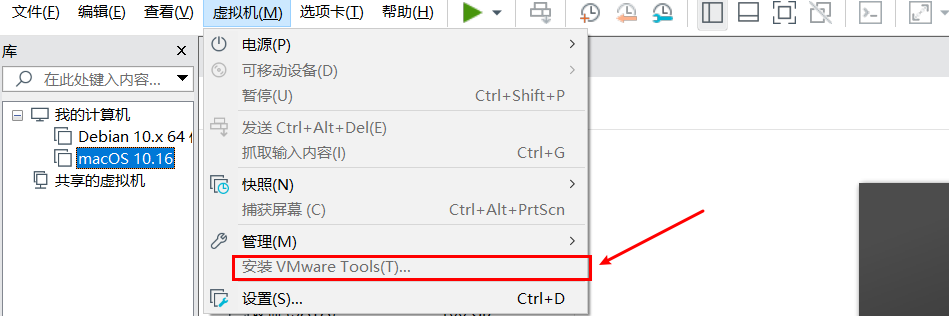 文件(F) 编辑(E) 查看(V) 虚拟机(M) 选项卡(T) 帮助(H)
库
在此处键入内容...
我的计算机
Debian 10.x 64
macOS 10.16
共享的虚拟机
电源(P)
可移动设备(D)
暂停(U) Ctrl+Shift+P
发送 Ctrl+Alt+Del(E)
抓取输入内容(I) Ctrl+G
快照(N)
捕获屏幕 (C) Ctrl+Alt+PrtScn
管理(M)
安装 VMware Tools(T)...
设置(S)... Ctrl+D